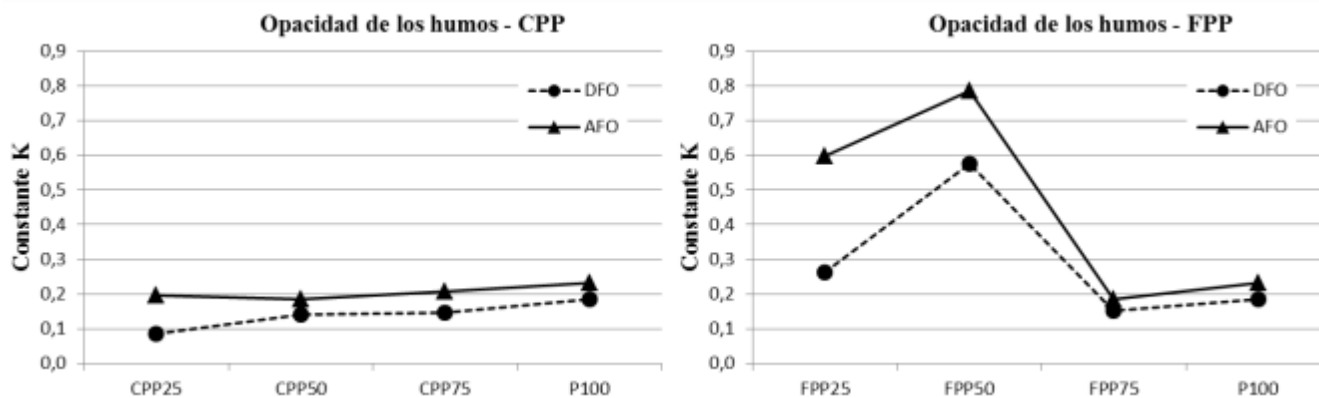 Opacidad de los humos - CPP
Constante K
0,9
0,8
0,7
0,6
0,5
0,4
0,3
0,2
0,1
0,0
DFO
AFO
CPP25 CPP50 CPP75 P100
Opacidad de los humos - FPP
Constante K
0,9
0,8
0,7
0,6
0,5
0,4
0,3
0,2
0,1
0,0
DFO
AFO
FPP25 FPP50 FPP75 P100